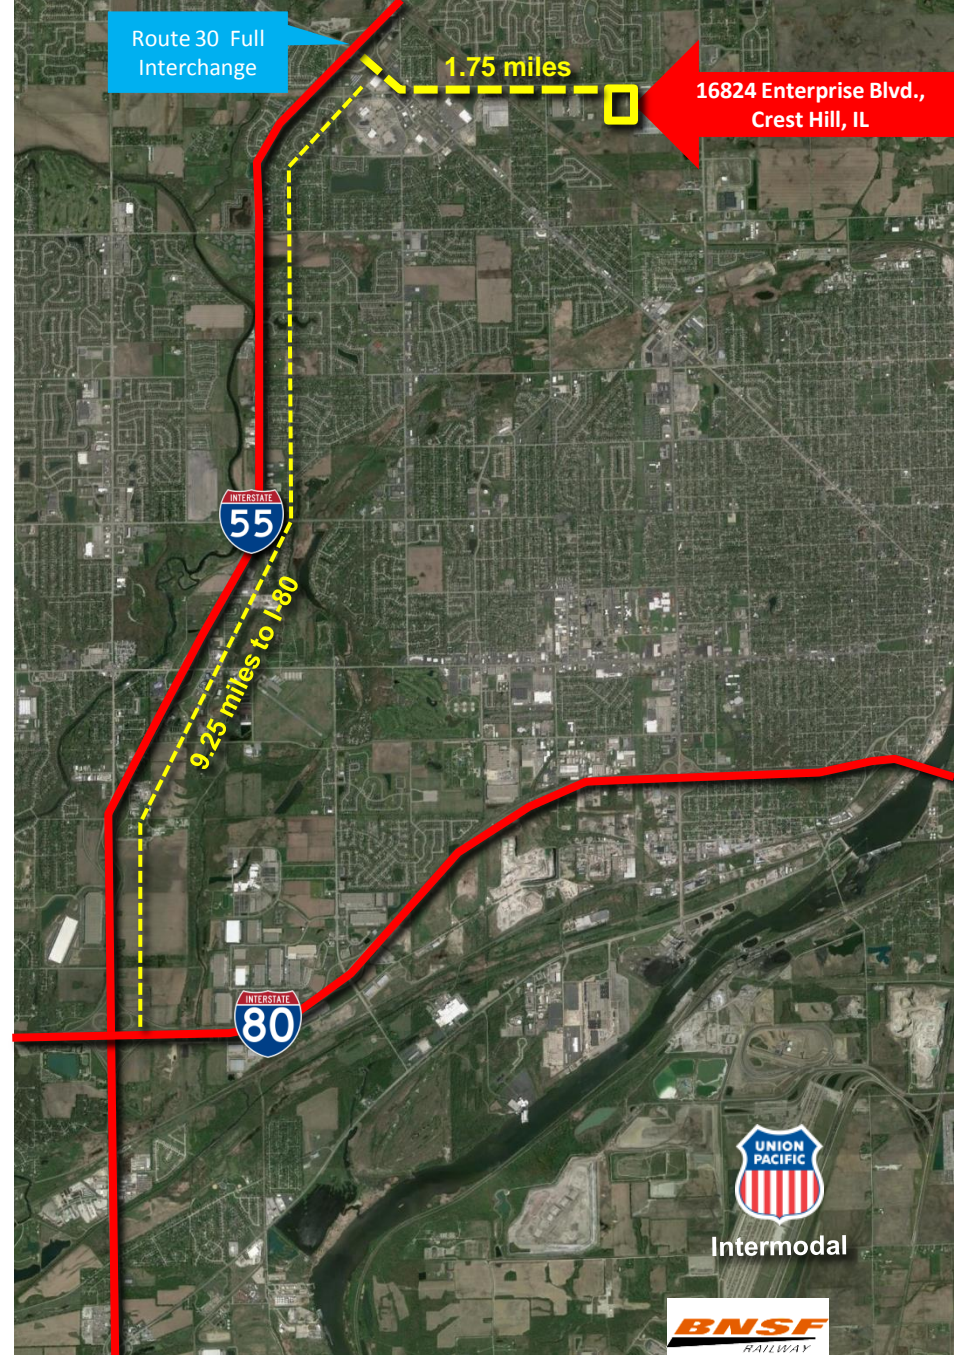 Route 30 Full
Interchange
1.75 miles
16824 Enterprise Blvd.,
Crest Hill, IL
INTERSTATE
55
9.25 miles to I-80
INTERSTATE
80
UNION
PACIFIC
Intermodal
BNSF
RAILWAY